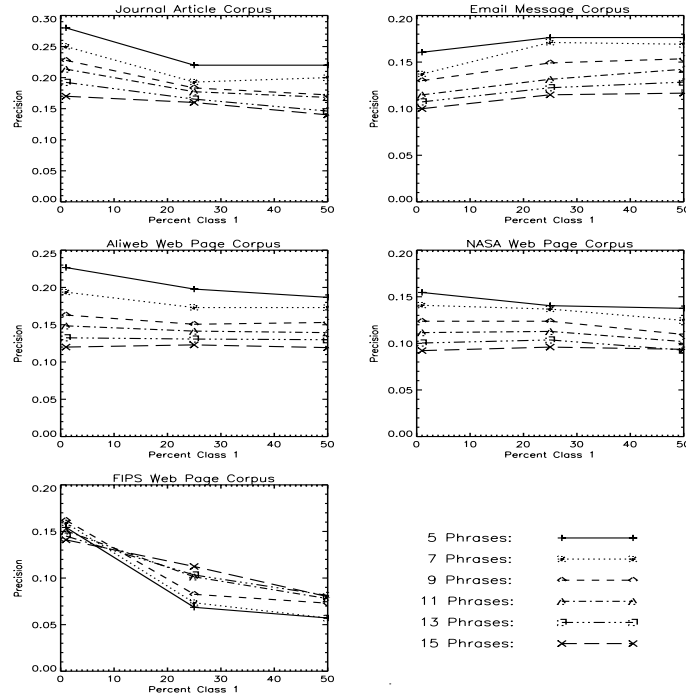 Journal Article Corpus
0.30
0.25
0.20
0.15
0.10
0.05
0.00
Precision
0 10 20 30 40 50
Percent Class 1
Email Message Corpus
0.20
0.15
0.10
0.05
0.00
Precision
0 10 20 30 40 50
Percent Class 1
Aliweb Web Page Corpus
0.25
0.20
0.15
0.10
0.05
0.00
Precision
0 10 20 30 40 50
Percent Class 1
NASA Web Page Corpus
0.20
0.15
0.10
0.05
0.00
Precision
0 10 20 30 40 50
Percent Class 1
FIPS Web Page Corpus
0.20
0.15
0.10
0.05
0.00
Precision
0 10 20 30 40 50
Percent Class 1
5 Phrases:
7 Phrases:
9 Phrases:
11 Phrases:
13 Phrases:
15 Phrases: